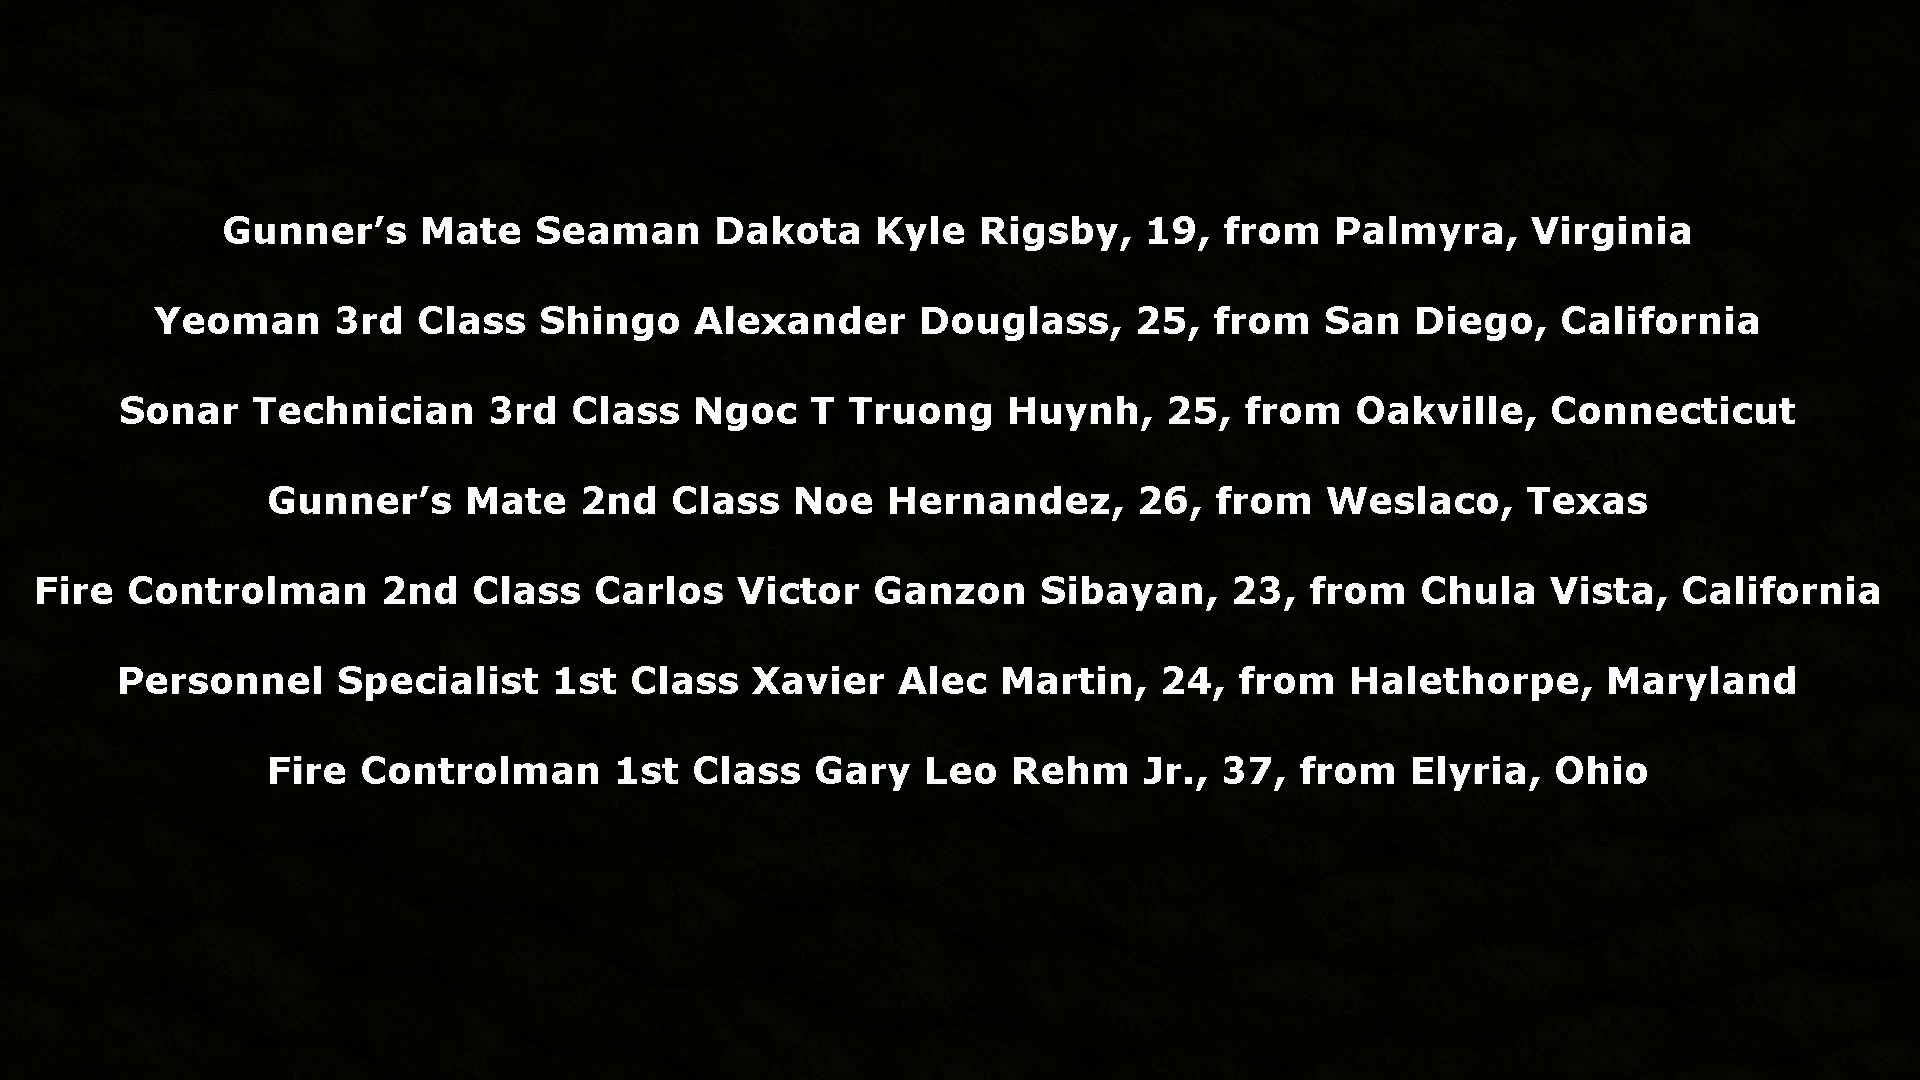 Gunner’s Mate Seaman Dakota Kyle Rigsby, 19, from Palmyra, Virginia
Yeoman 3rd Class Shingo Alexander Douglass, 25, from San Diego, California
Sonar Technician 3rd Class Ngoc T Truong Huynh, 25, from Oakville, Connecticut
Gunner’s Mate 2nd Class Noe Hernandez, 26, from Weslaco, Texas
Fire Controlman 2nd Class Carlos Victor Ganzon Sibayan, 23, from Chula Vista, California
Personnel Specialist 1st Class Xavier Alec Martin, 24, from Halethorpe, Maryland
Fire Controlman 1st Class Gary Leo Rehm Jr., 37, from Elyria, Ohio